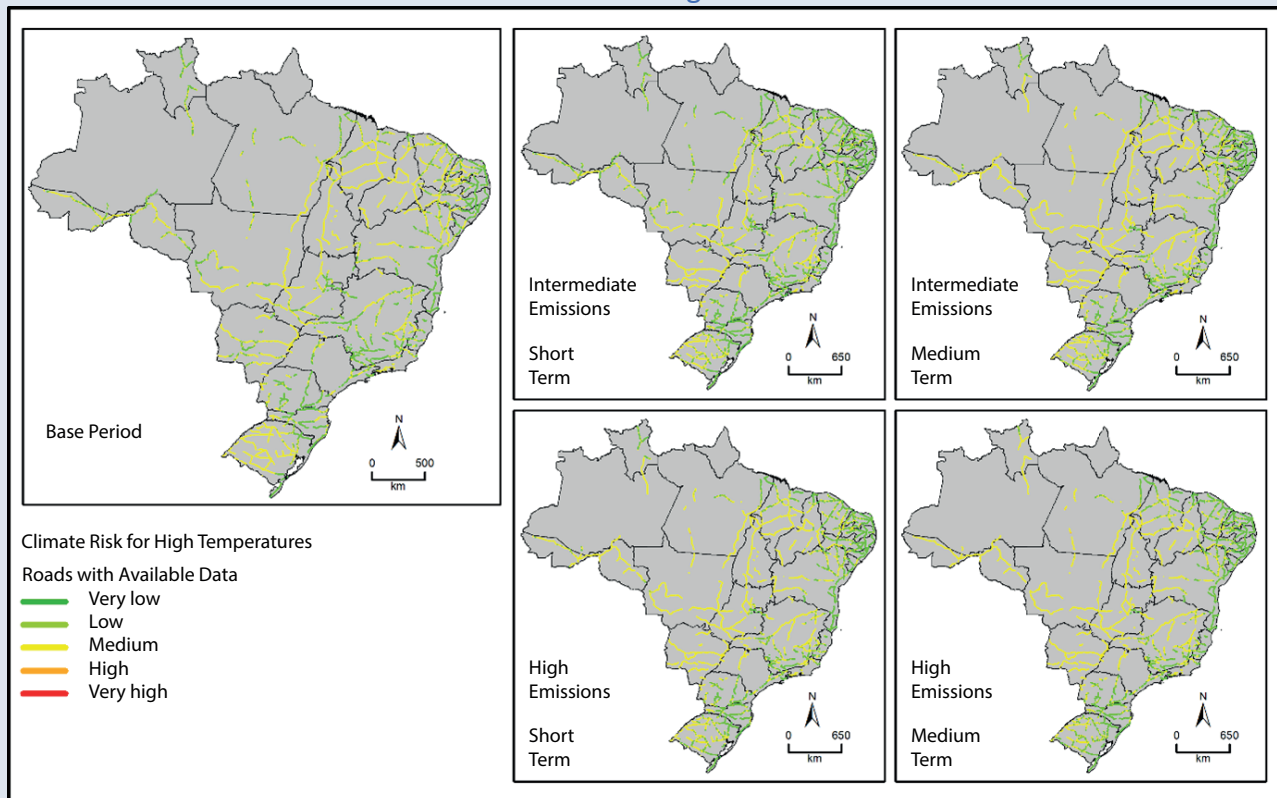 Base Period
N
0 500
km
Intermediate
Emissions
Short
Term
N
0 650
km
Intermediate
Emissions
Medium
Term
N
0 650
km
Climate Risk for High Temperatures
Roads with Available Data
Very low
Low
Medium
High
Very high
High
Emissions
Short
Term
N
0 650
km
High
Emissions
Medium
Term
N
0 650
km